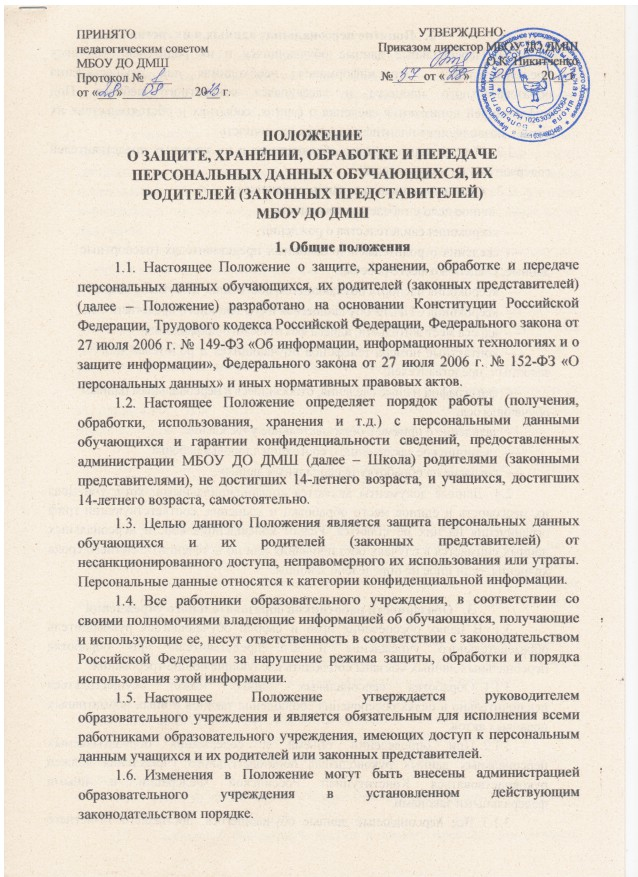 ПРИНЯТО
педагогическим советом
МБОУ ДО ДМШ
Протокол № 1
от «28» 08 2023 г.
УТВЕРЖДЕНО:
Приказом директор МБОУ ДО ДМШ
О.К. Никитченко
№ 37 от «28» 20 г.
ОГРН 1026303463094
ПОЛОЖЕНИЕ
О ЗАЩИТЕ, ХРАНЕНИИ, ОБРАБОТКЕ И ПЕРЕДАЧЕ
ПЕРСОНАЛЬНЫХ ДАННЫХ ОБУЧАЮЩИХСЯ, ИХ
РОДИТЕЛЕЙ (ЗАКОННЫХ ПРЕДСТАВИТЕЛЕЙ)
МБОУ ДО ДМШ
1. Общие положения
1.1. Настоящее Положение о защите, хранении, обработке и передаче
персональных данных обучающихся, их родителей (законных представителей)
(далее – Положение) разработано на основании Конституции Российской
Федерации, Трудового кодекса Российской Федерации, Федерального закона от
27 июля 2006 г. № 149-ФЗ «Об информации, информационных технологиях и о
защите информации», Федерального закона от 27 июля 2006 г. № 152-ФЗ «О
персональных данных» и иных нормативных правовых актов.
1.2. Настоящее Положение определяет порядок работы (получения,
обработки, использования, хранения и т.д.) с персональными данными
обучающихся и гарантии конфиденциальности сведений, предоставленных
администрации МБОУ ДО ДМШ (далее – Школа) родителями (законными
представителями), не достигших 14-летнего возраста, и учащихся, достигших
14-летнего возраста, самостоятельно.
1.3. Целью данного Положения является защита персональных данных
обучающихся и их родителей (законных представителей) от
несанкционированного доступа, неправомерного их использования или утраты.
Персональные данные относятся к категории конфиденциальной информации.
1.4. Все работники образовательного учреждения, в соответствии со
своими полномочиями владеющие информацией об обучающихся, получающие
и использующие ее, несут ответственность в соответствии с законодательством
Российской Федерации за нарушение режима защиты, обработки и порядка
использования этой информации.
1.5. Настоящее Положение утверждается руководителем
образовательного учреждения и является обязательным для исполнения всеми
работниками образовательного учреждения, имеющих доступ к персональным
данным учащихся и их родителей или законных представителей.
1.6. Изменения в Положение могут быть внесены администрацией
образовательного учреждения в установленном действующим
законодательством порядке.